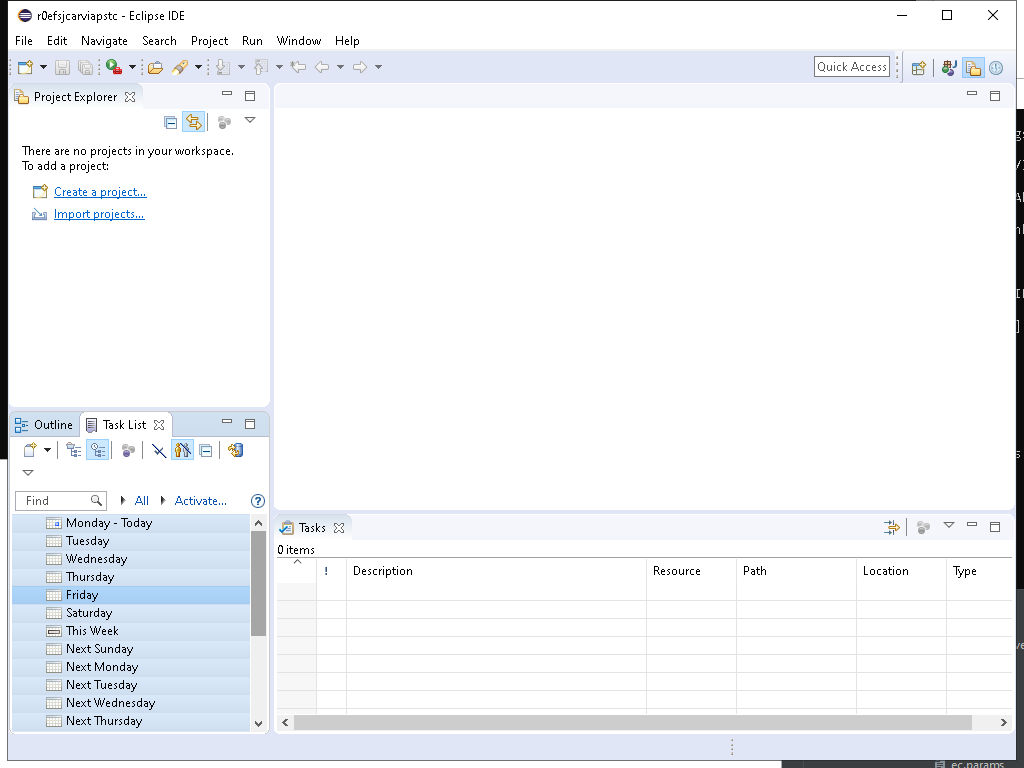 r0efsjcarviapstc - Eclipse IDE
File Edit Navigate Search Project Run Window Help
Quick Access
Project Explorer
There are no projects in your workspace.
To add a project:
Create a project...
Import projects...
Outline Task List
Find All Activate...
Monday - Today
Tuesday
Wednesday
Thursday
Friday
Saturday
This Week
Next Sunday
Next Monday
Next Tuesday
Next Wednesday
Next Thursday
Tasks
0 items
! Description Resource Path Location Type
ec.params